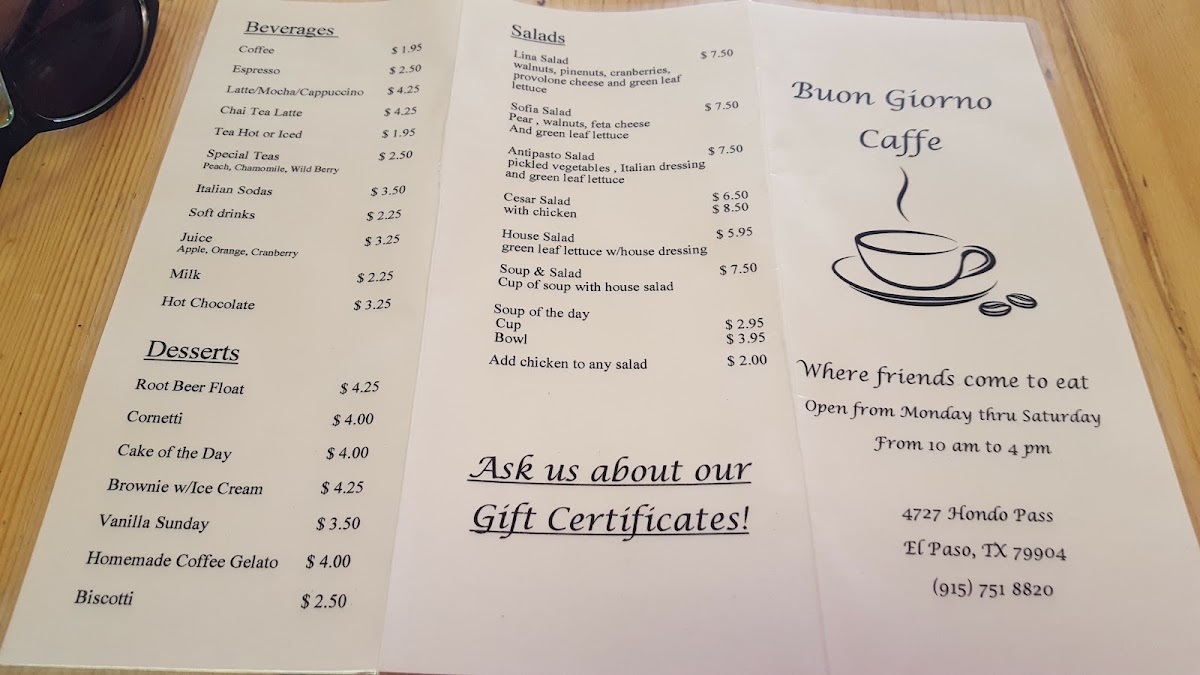 Beverages
Coffee $ 1.95
Espresso $ 2.50
Latte/Mocha/Cappuccino $ 4.25
Chai Tea Latte $ 4.25
Tea Hot or Iced $ 1.95
Special Teas $ 2.50
Peach, Chamomile, Wild Berry
Italian Sodas $ 3.50
Soft drinks $ 2.25
Juice $ 3.25
Apple, Orange, Cranberry
Milk $ 2.25
Hot Chocolate $ 3.25
Desserts
Root Beer Float $ 4.25
Cornetti $ 4.00
Cake of the Day $ 4.00
Brownie w/Ice Cream $ 4.25
Vanilla Sunday $ 3.50
Homemade Coffee Gelato $ 4.00
Biscotti $ 2.50
Salads
Lina Salad $ 7.50
walnuts, pinenuts, cranberries,
provolone cheese and green leaf
lettuce
Sofia Salad $ 7.50
Pear , walnuts, feta cheese
And green leaf lettuce
Antipasto Salad $ 7.50
pickled vegetables , Italian dressing
and green leaf lettuce
Cesar Salad $ 6.50
with chicken $ 8.50
House Salad $ 5.95
green leaf lettuce w/house dressing
Soup & Salad $ 7.50
Cup of soup with house salad
Soup of the day
Cup $ 2.95
Bowl $ 3.95
Add chicken to any salad $ 2.00
Ask us about our
Gift Certificates!
Buon Giorno
Caffe
Where friends come to eat
Open from Monday thru Saturday
From 10 am to 4 pm
4727 Hondo Pass
El Paso, TX 79904
(915) 751 8820